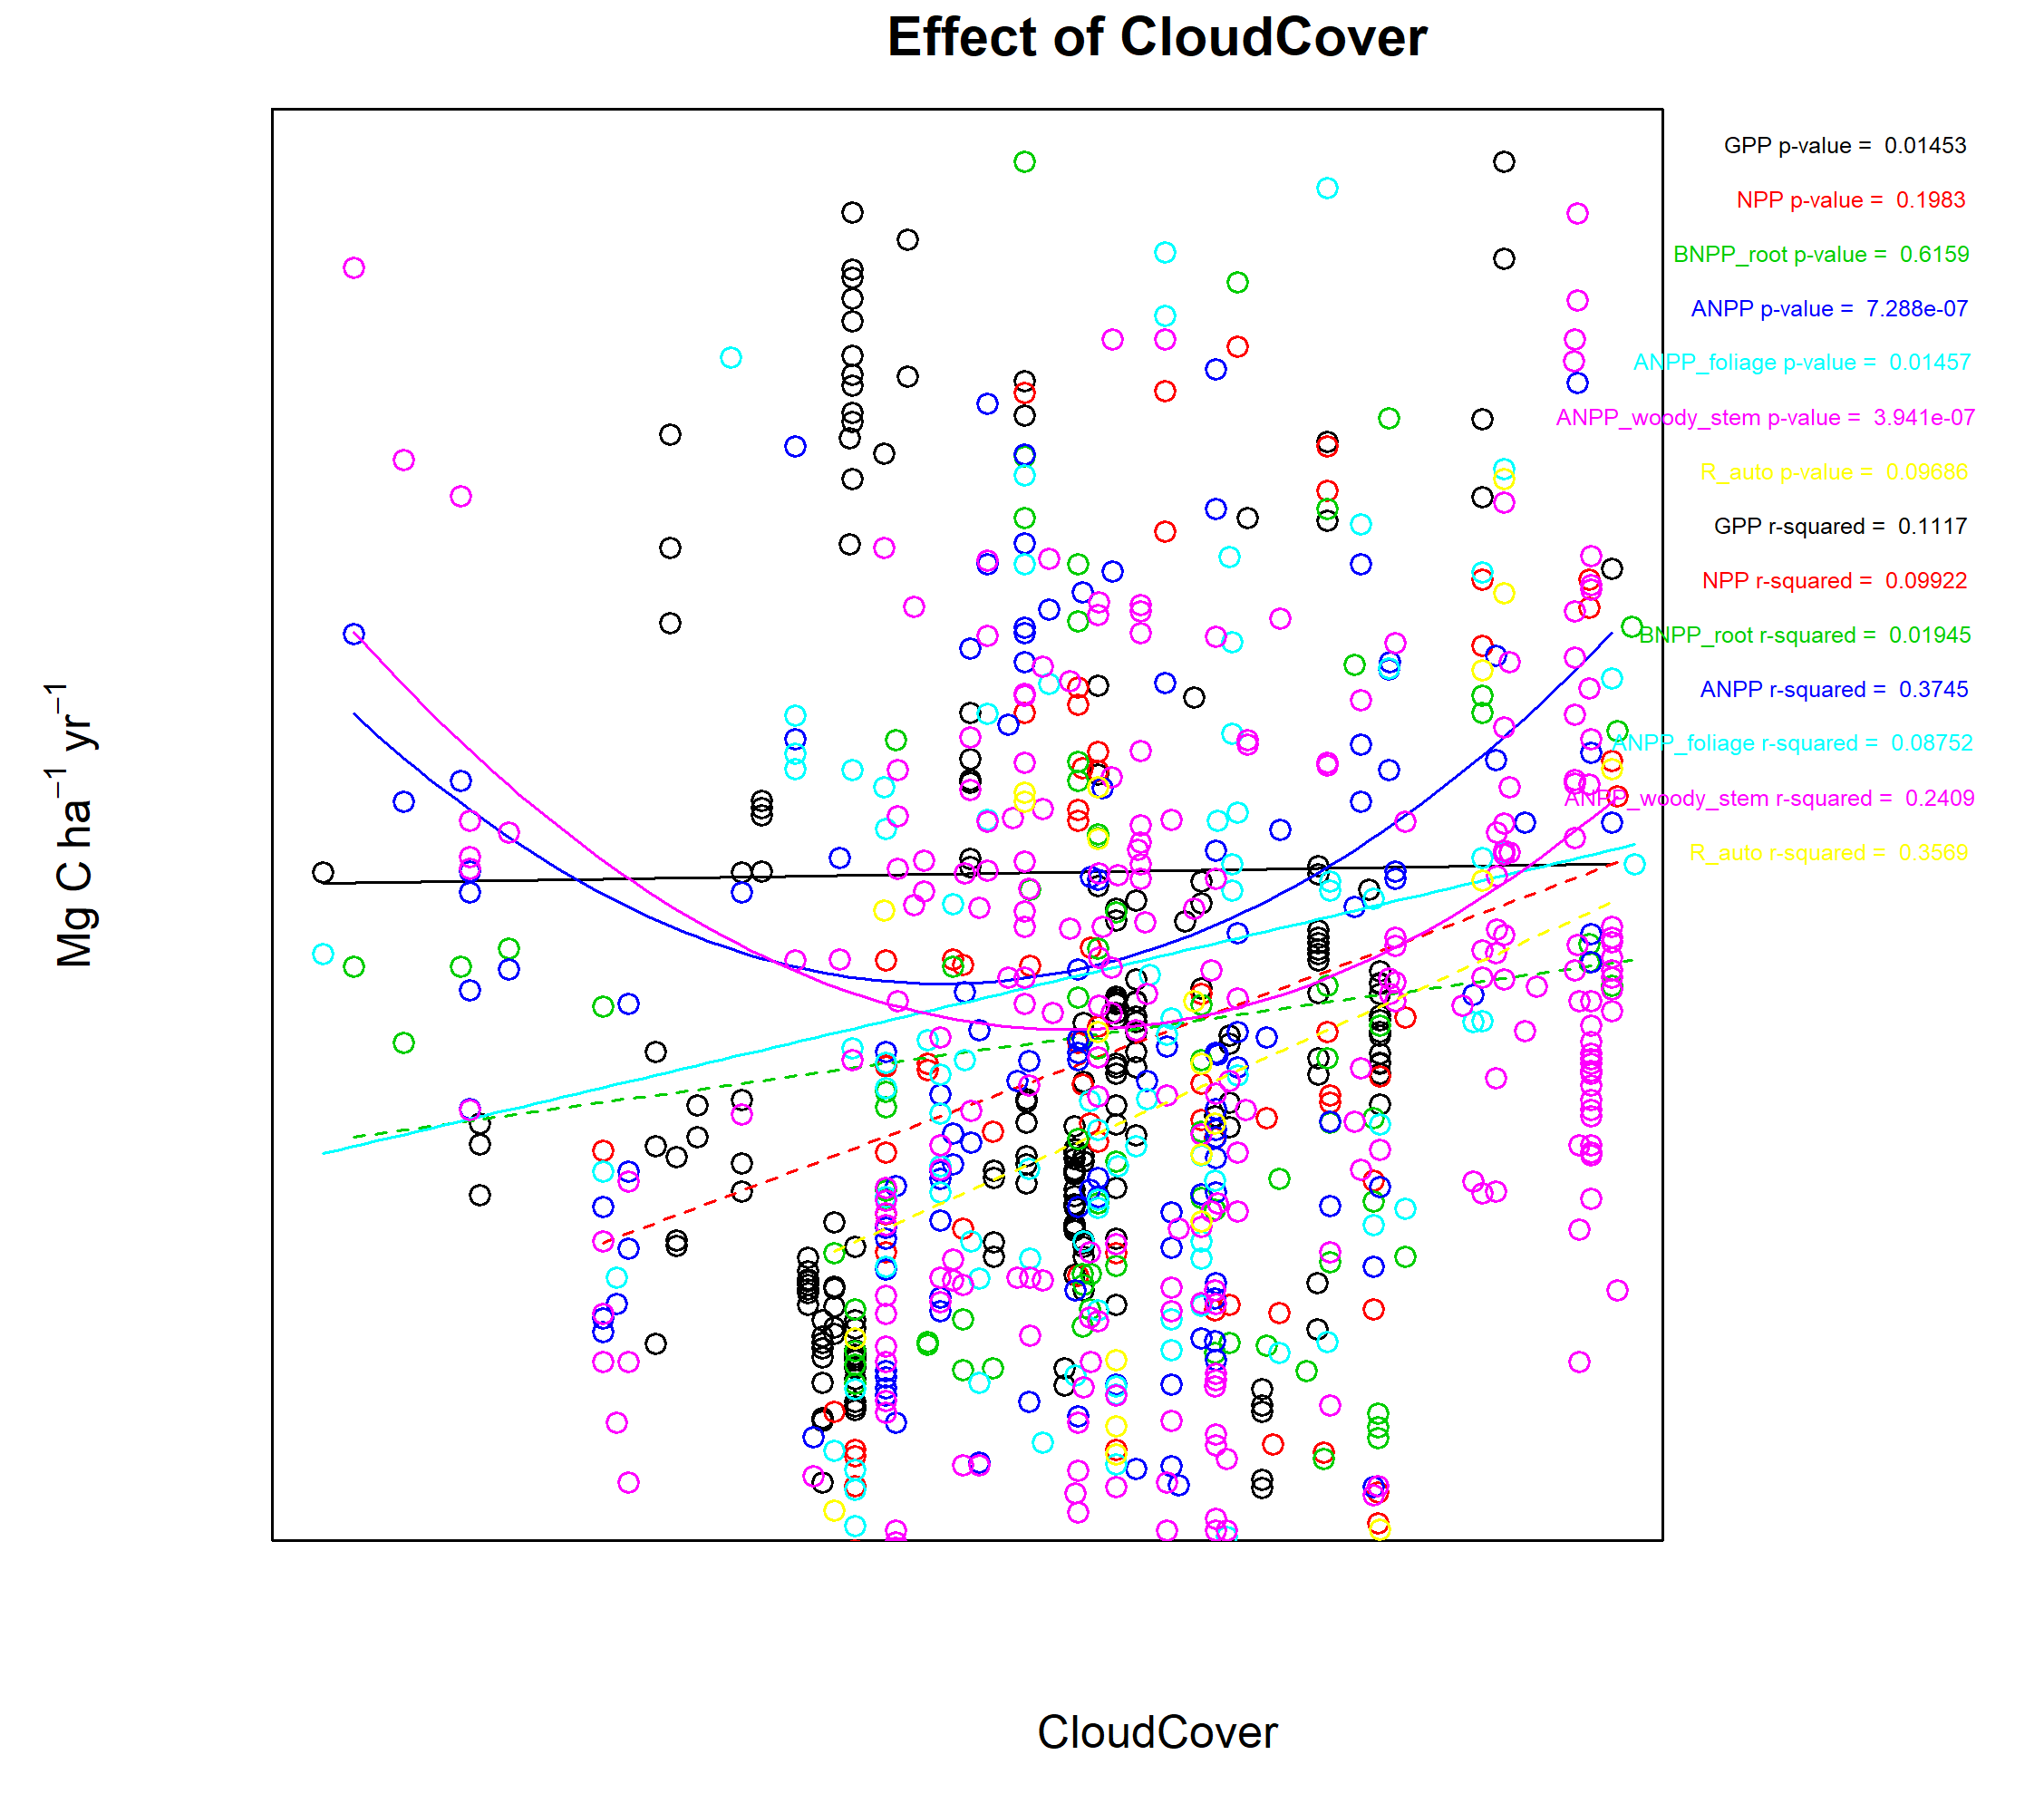 Effect of CloudCover
GPP p-value = 0.01453
NPP p-value = 0.1983
BNPP_root p-value = 0.6159
ANPP p-value = 7.288e-07
ANPP_foliage p-value = 0.01457
ANPP_woody_stem p-value = 3.941e-07
R_auto p-value = 0.09686
GPP r-squared = 0.1117
NPP r-squared = 0.09922
BNPP_root r-squared = 0.01945
ANPP r-squared = 0.3745
ANPP_foliage r-squared = 0.08752
ANPP_woody_stem r-squared = 0.2409
R_auto r-squared = 0.3569
Mg C ha⁻¹ yr⁻¹
CloudCover